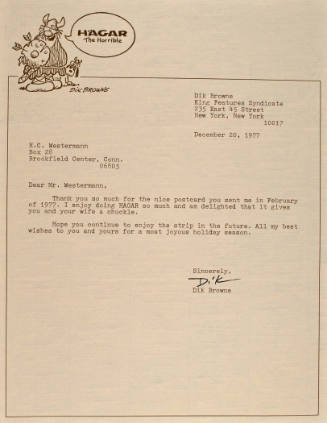 HAGAR
The Horrible
DIK BROWNE
Dik Browne
King Features Syndicate
235 East 45 Street
New York, New York
10017
December 20, 1977
H.C. Westermann
Box 28
Brookfield Center, Conn.
06805
Dear Mr. Westermann,
Thank you so much for the nice postcard you sent me in February
of 1977. I enjoy doing HAGAR so much and am delighted that it gives
you and your wife a chuckle.
Hope you continue to enjoy the strip in the future. All my best
wishes to you and yours for a most joyous holiday season.
Sincerely,
Dik
Dik Browne